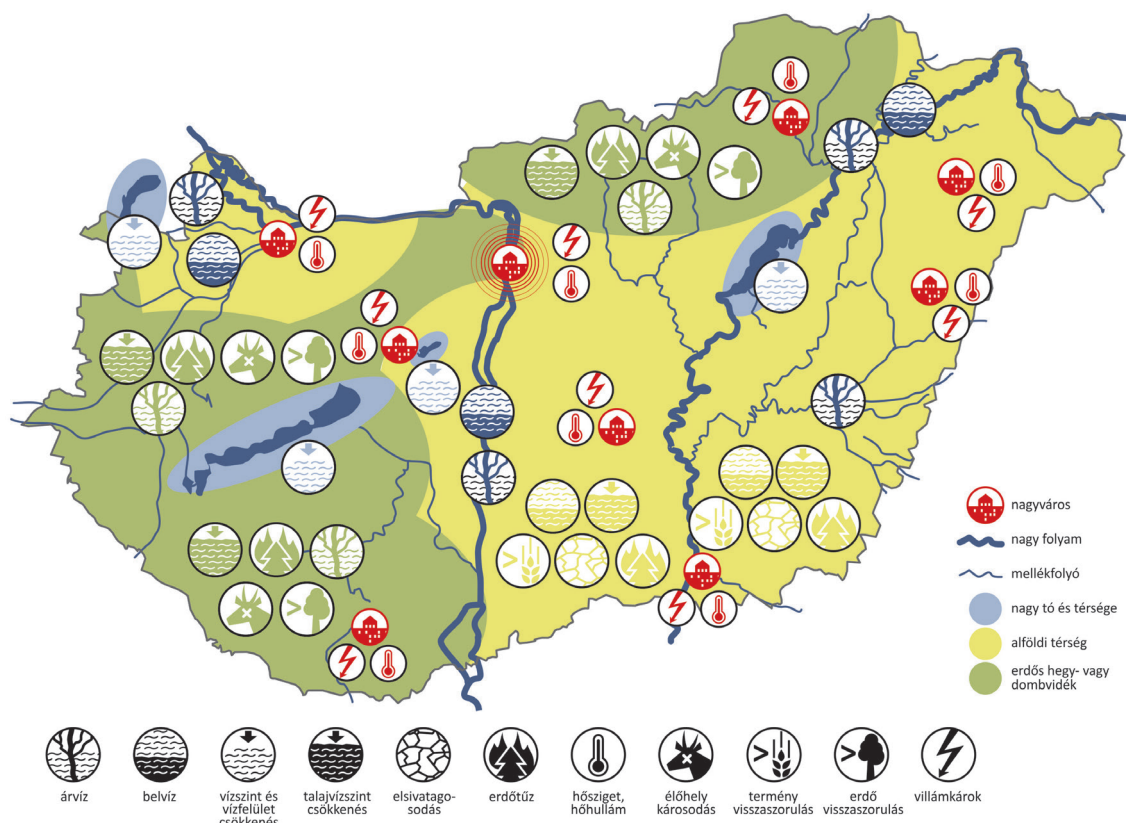 nagyváros
nagy folyam
mellékfolyó
nagy tó és térsége
alföldi térség
erdős hegy- vagy
dombvidék
árvíz
belvíz
vízszint és
vízfelület
csökkenés
talajvízszint
csökkenés
elsivatago-
sodás
erdőtűz
hősziget,
hőhullám
élőhely
károsodás
termény
visszaszorulás
erdő
visszaszorulás
villámkárok